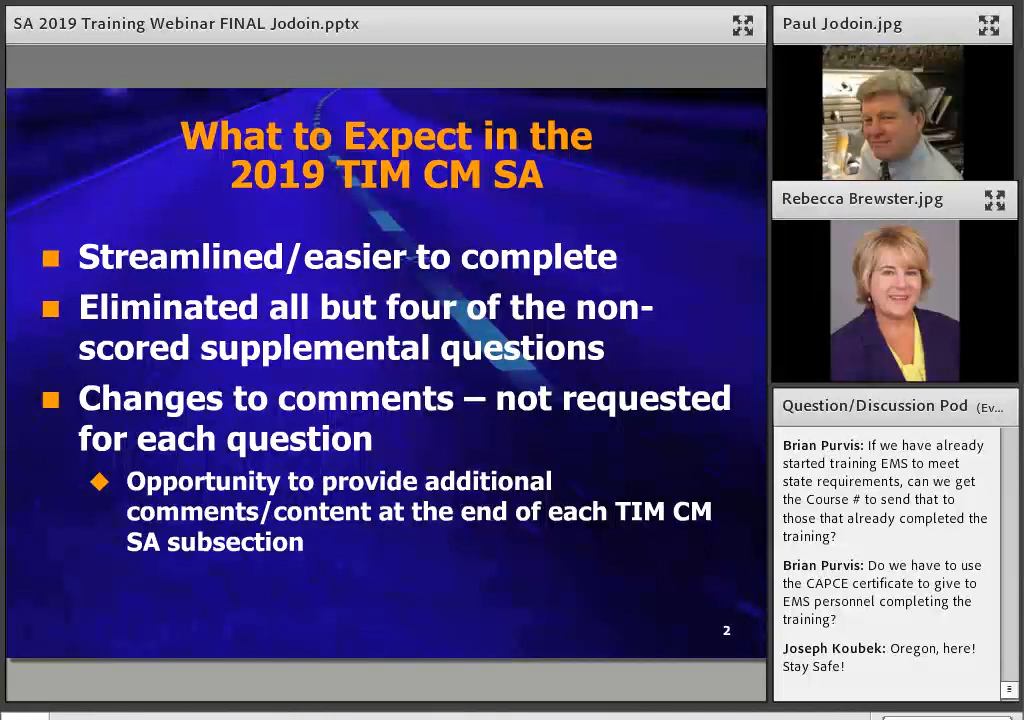 SA 2019 Training Webinar FINAL Jodoin.pptx
What to Expect in the
2019 TIM CM SA
Streamlined/easier to complete
Eliminated all but four of the non-
scored supplemental questions
Changes to comments – not requested
for each question
Opportunity to provide additional
comments/content at the end of each TIM CM
SA subsection
2
Paul Jodoin.jpg
Rebecca Brewster.jpg
Question/Discussion Pod (Ev...
Brian Purvis: If we have already
started training EMS to meet
state requirements, can we get
the Course # to send that to
those that already completed the
training?
Brian Purvis: Do we have to use
the CAPCE certificate to give to
EMS personnel completing the
training?
Joseph Koubek: Oregon, here!
Stay Safe!